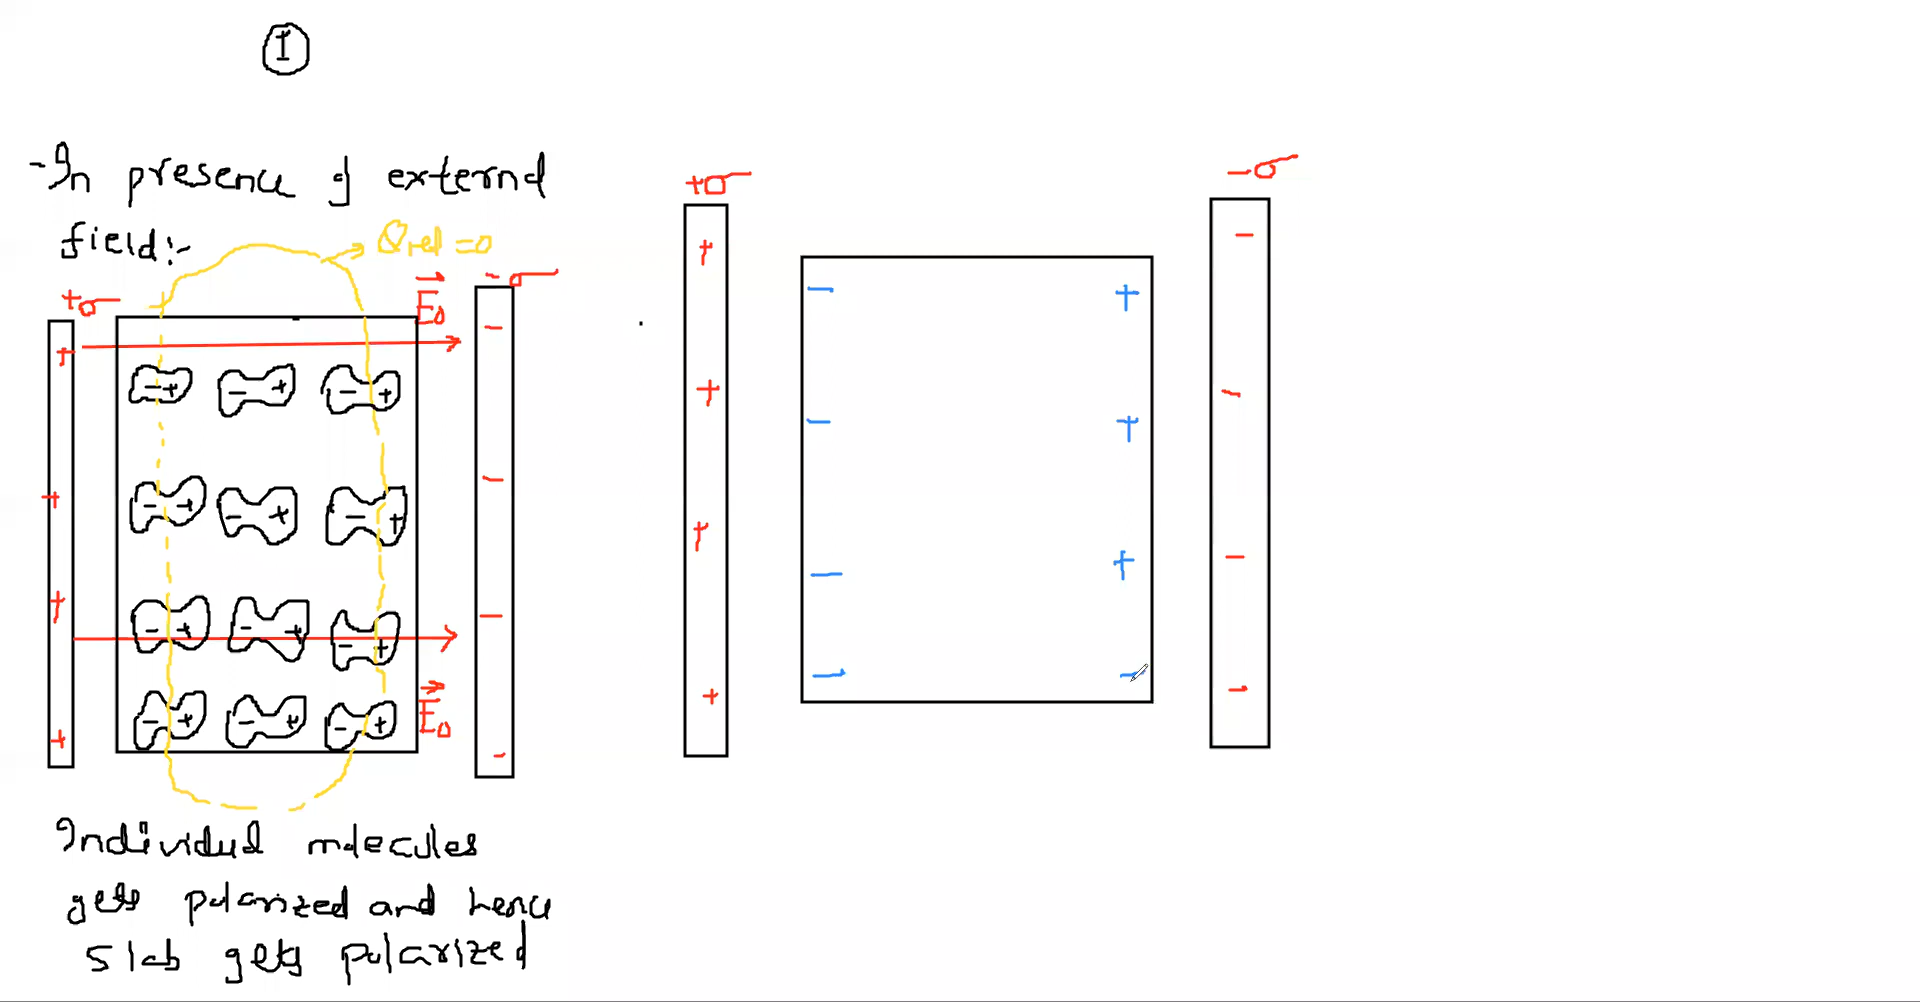 I
-In presence of external
field:-
Qnet =0
+σ
E₀
-σ
+
-
- +
- +
- +
+
-
- +
- +
- +
+
-
- +
- +
- +
+
-
- +
- +
- +
E₀
Individual molecules
gets polarized and hence
slab gets polarized
+σ
-σ
+
-
+
-
+
-
+
-
+
-
+
-
+
-
+
-